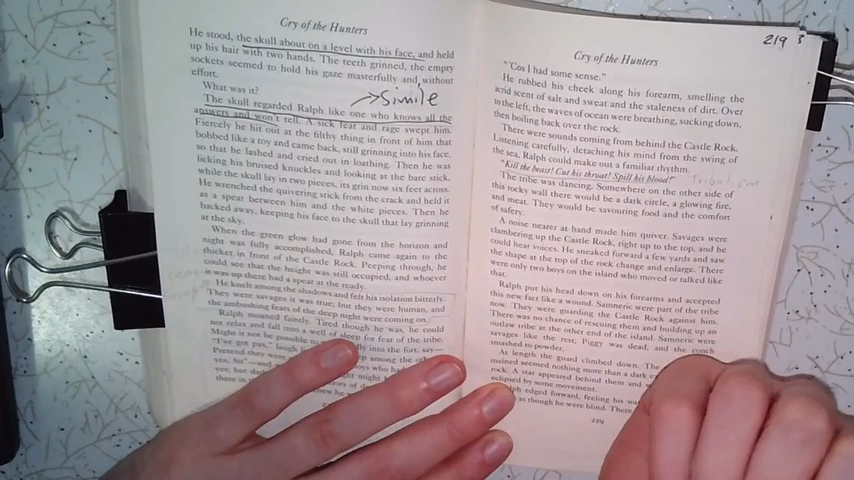 Cry of the Hunters
He stood, the skull about on a level with his face, and held
up his hair with two hands. The teeth grinned, the empty
sockets seemed to hold his gaze masterfully and without
effort.
What was it?
→simile
The skull regarded Ralph like one who knows all the
answers and won't tell. A sick fear and rage swept him.
Fiercely he hit out at the filthy thing in front of him that
bobbed like a toy and came back, still grinning into his face,
so that he lashed and cried out in loathing. Then he was
licking his bruised knuckles and looking at the bare stick,
while the skull lay in two pieces, its grin now six feet across.
He wrenched the quivering stick from the crack and held it
as a spear between him and the white pieces. Then he
backed away, keeping his face to the skull that lay grinning
at the sky.
When the green glow had gone from the horizon and
night was fully accomplished, Ralph came again to the
thicket in front of the Castle Rock. Peeping through, he
could see that the height was still occupied, and whoever
it was up there had a spear at the ready.
He knelt among the shadows and felt his isolation bitterly.
They were savages it was true; but they were human, and
the ambushing fears of the deep night were coming on.
Ralph moaned faintly. Tired though he was, he could
not relax and fall into a well of sleep for fear of the tribe.
Might it not be possible to
"I've got pax," laugh
Pretend they were
yes, Sir"—and
219
Cry of the Hunters
"'Cos I had some sense."
He rubbed his cheek along his forearm, smelling the
acrid scent of salt and sweat and the staleness of dirt. Over
to the left, the waves of ocean were breathing, sucking down,
then boiling back over the rock.
There were sounds coming from behind the Castle Rock.
Listening carefully, detaching his mind from the swing of
the sea, Ralph could make out a familiar rhythm.
"Kill the beast! Cut his throat! Spill his blood!"
The tribe was dancing. Somewhere on the other side of
this rocky wall there would be a dark circle, a glowing fire,
and meat. They would be savouring food and the comfort
of safety.
A noise nearer at hand made him quiver. Savages were
clambering up the Castle Rock, right up to the top, and he
could hear voices. He sneaked forward a few yards and saw
the shape at the top of the rock change and enlarge. There
were only two boys on the island who moved or talked like
that.
Ralph put his head down on his forearms and accepted
this new fact like a wound. Samneric were part of the tribe
now. They were guarding the Castle Rock against him.
There was no chance of rescuing them and building up an
outlaw tribe at the other end of the island. Samneric were
savages like the rest; Piggy was dead, and the conch
smashed to powder.
At length the guard climbed down. The
mained seemed nothing more than a dark
rock. A star appeared behind them and
eclipsed by some movement.
Ralph edged forward, feeling his
as though he were blind. There
229